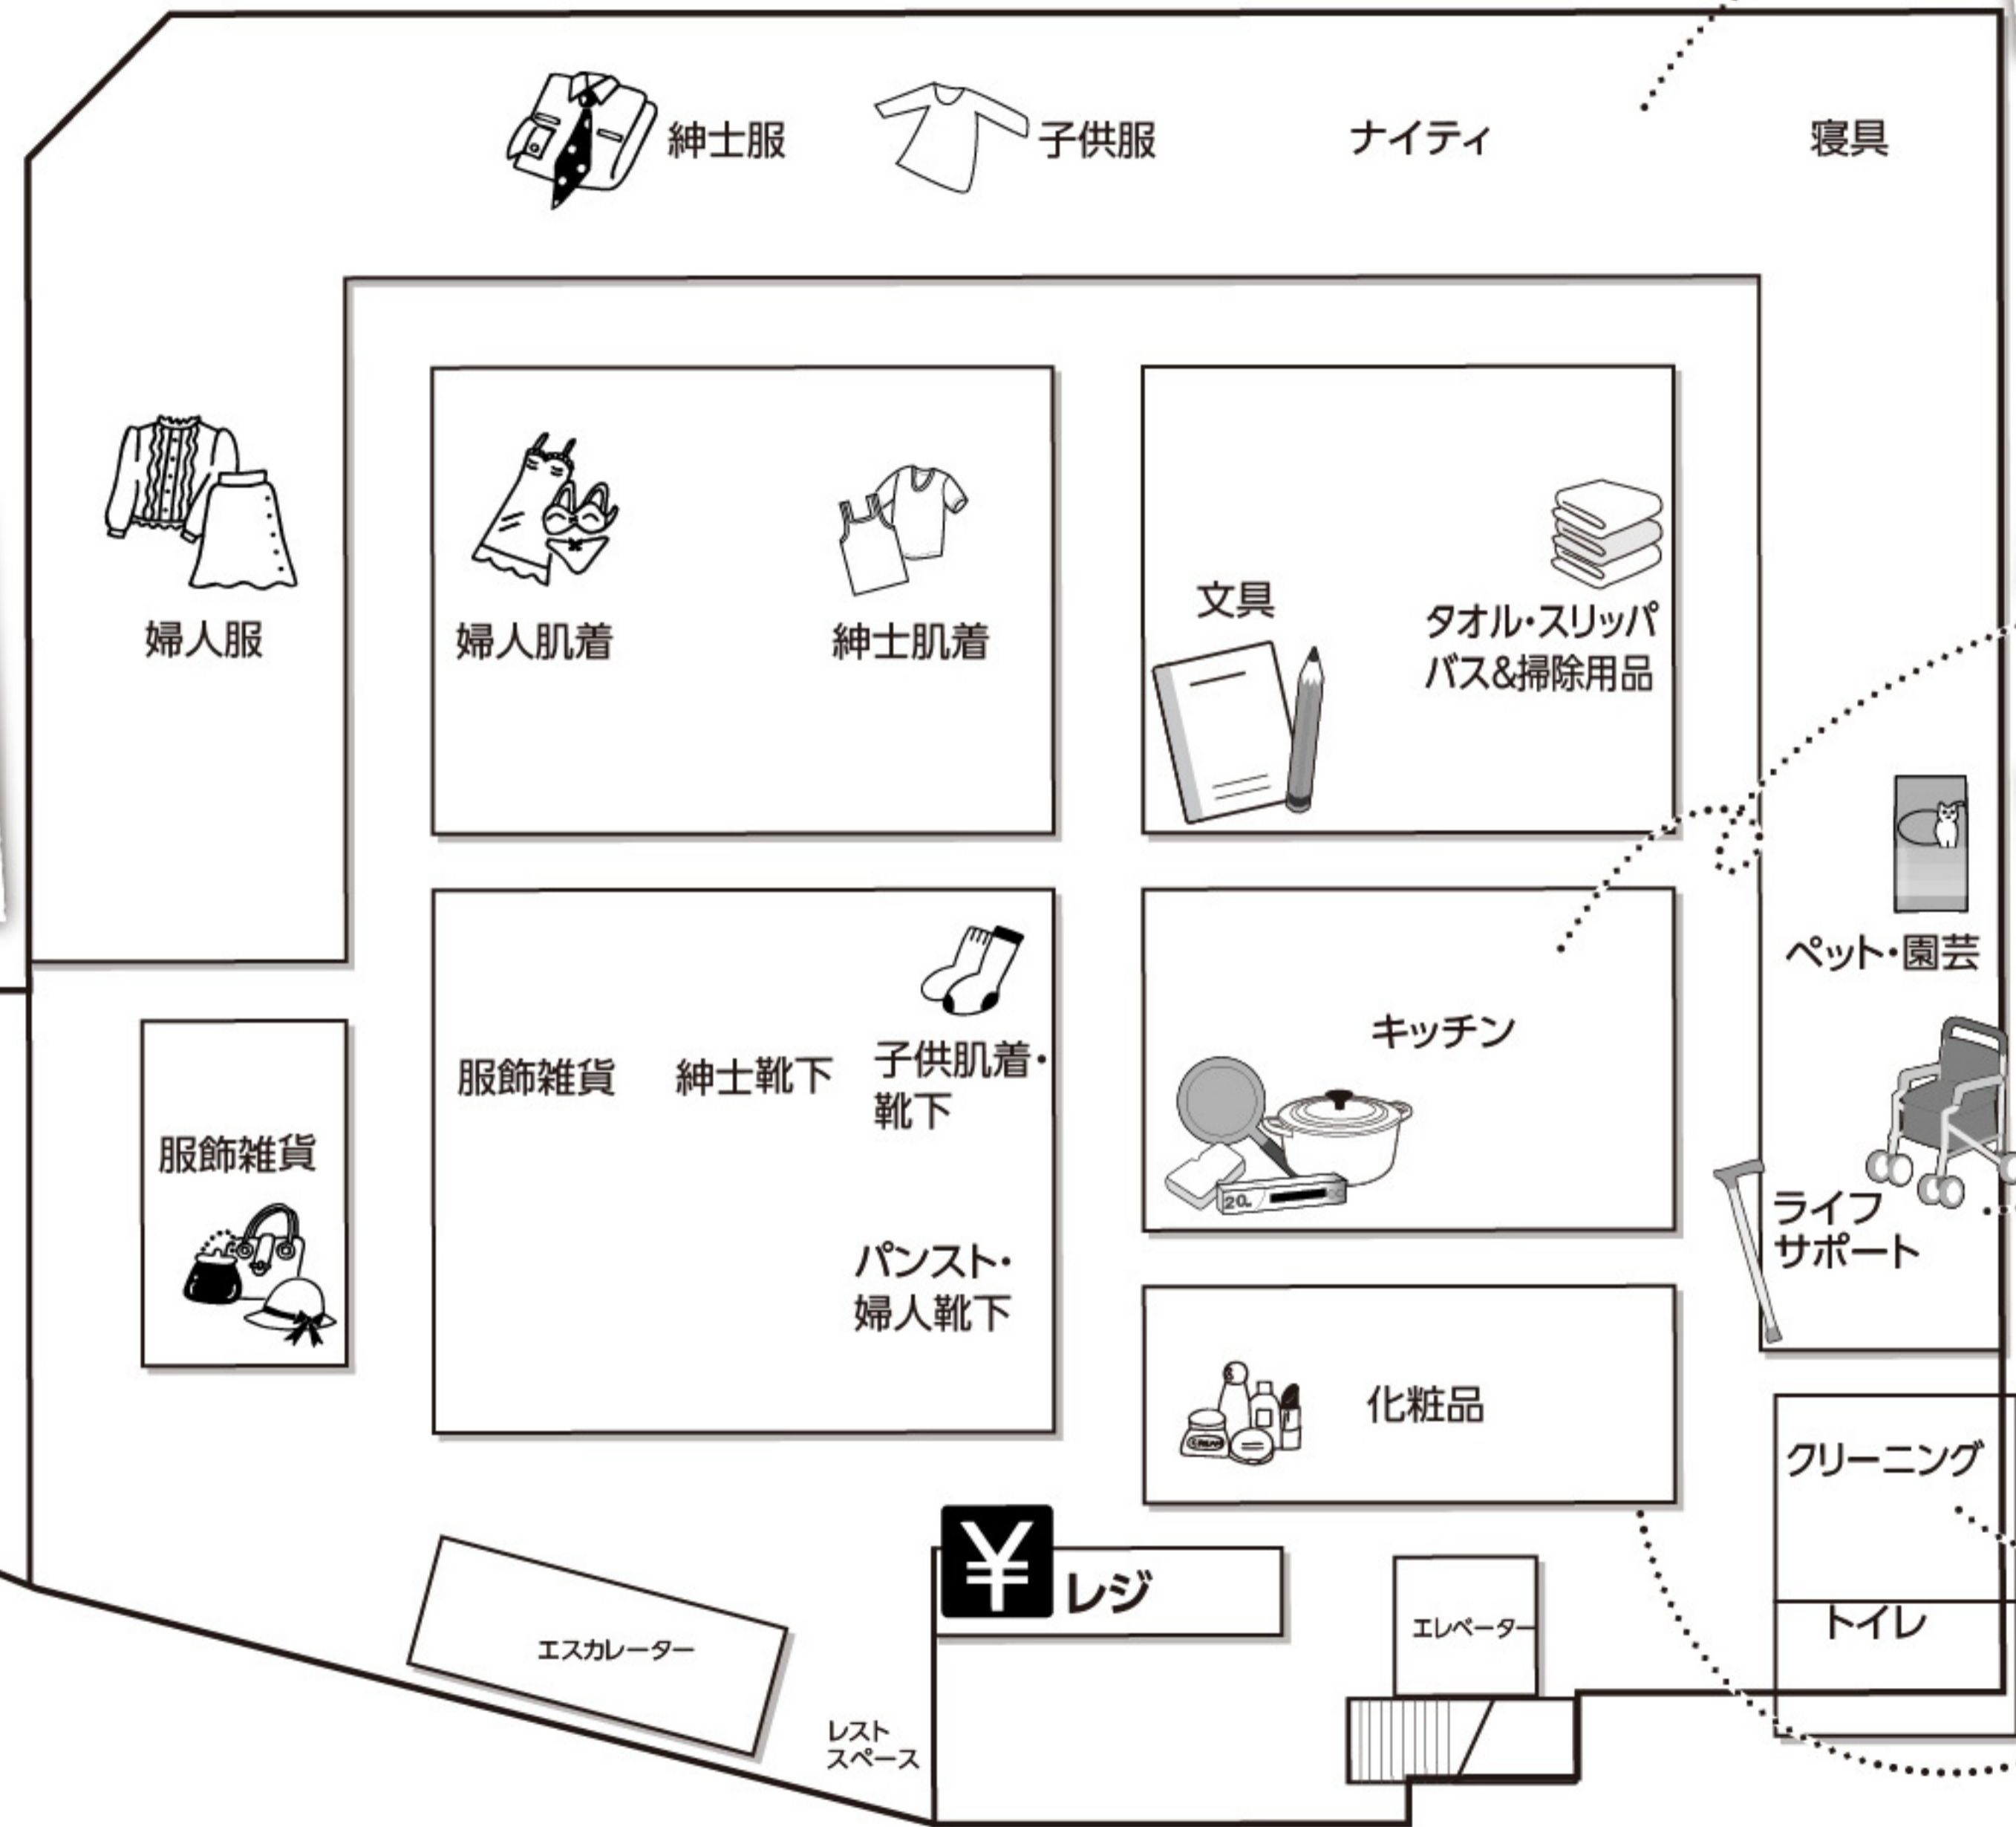 紳士服
子供服
ナイティ
寝具
婦人服
婦人肌着
紳士肌着
文具
タオル・スリッパ
バス&掃除用品
ペット・園芸
服飾雑貨
紳士靴下
子供肌着・
靴下
キッチン
服飾雑貨
20m
パンスト・
婦人靴下
ライフ
サポート
化粧品
CREAM
クリーニング
¥
レジ
エスカレーター
エレベーター
トイレ
レスト
スペース